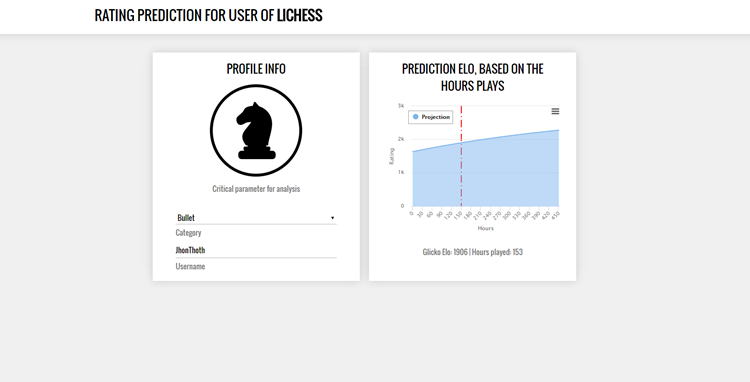 RATING PREDICTION FOR USER OF LICHESS
PROFILE INFO
Critical parameter for analysis
Bullet
Category
JhonThoth
Username
PREDICTION ELO, BASED ON THE
HOURS PLAYS
Projection
3k
2k
1k
0
Rating
0 30 60 90 120 150 180 210 240 270 300 330 360 390 420 450
Hours
Glicko Elo: 1906 | Hours played: 153